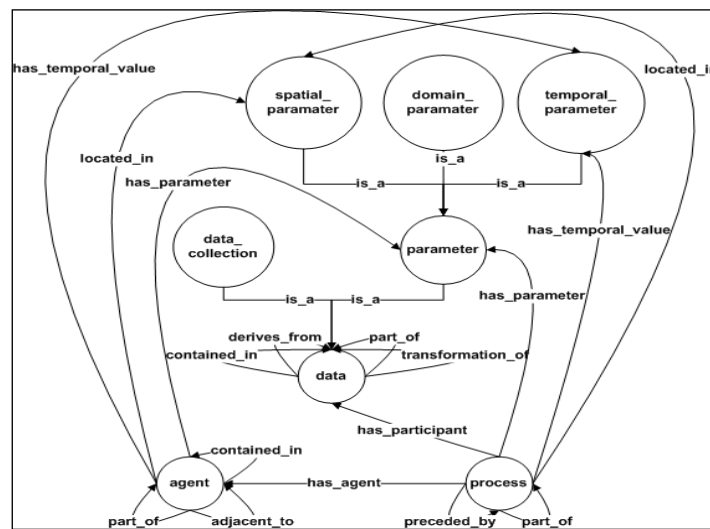 has_temporal_value
located_in
spatial_
paramater
domain_
paramater
temporal_
parameter
located_in
is_a
has_parameter
is_a
is_a
has_temporal_value
data_
collection
parameter
has_parameter
is_a
is_a
derives_from
part_of
contained_in
transformation_of
data
has_participant
contained_in
agent
has_agent
process
part_of
adjacent_to
preceded_by
part_of